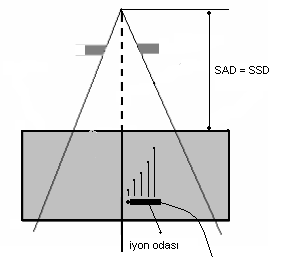 SAD = SSD
iyon odası